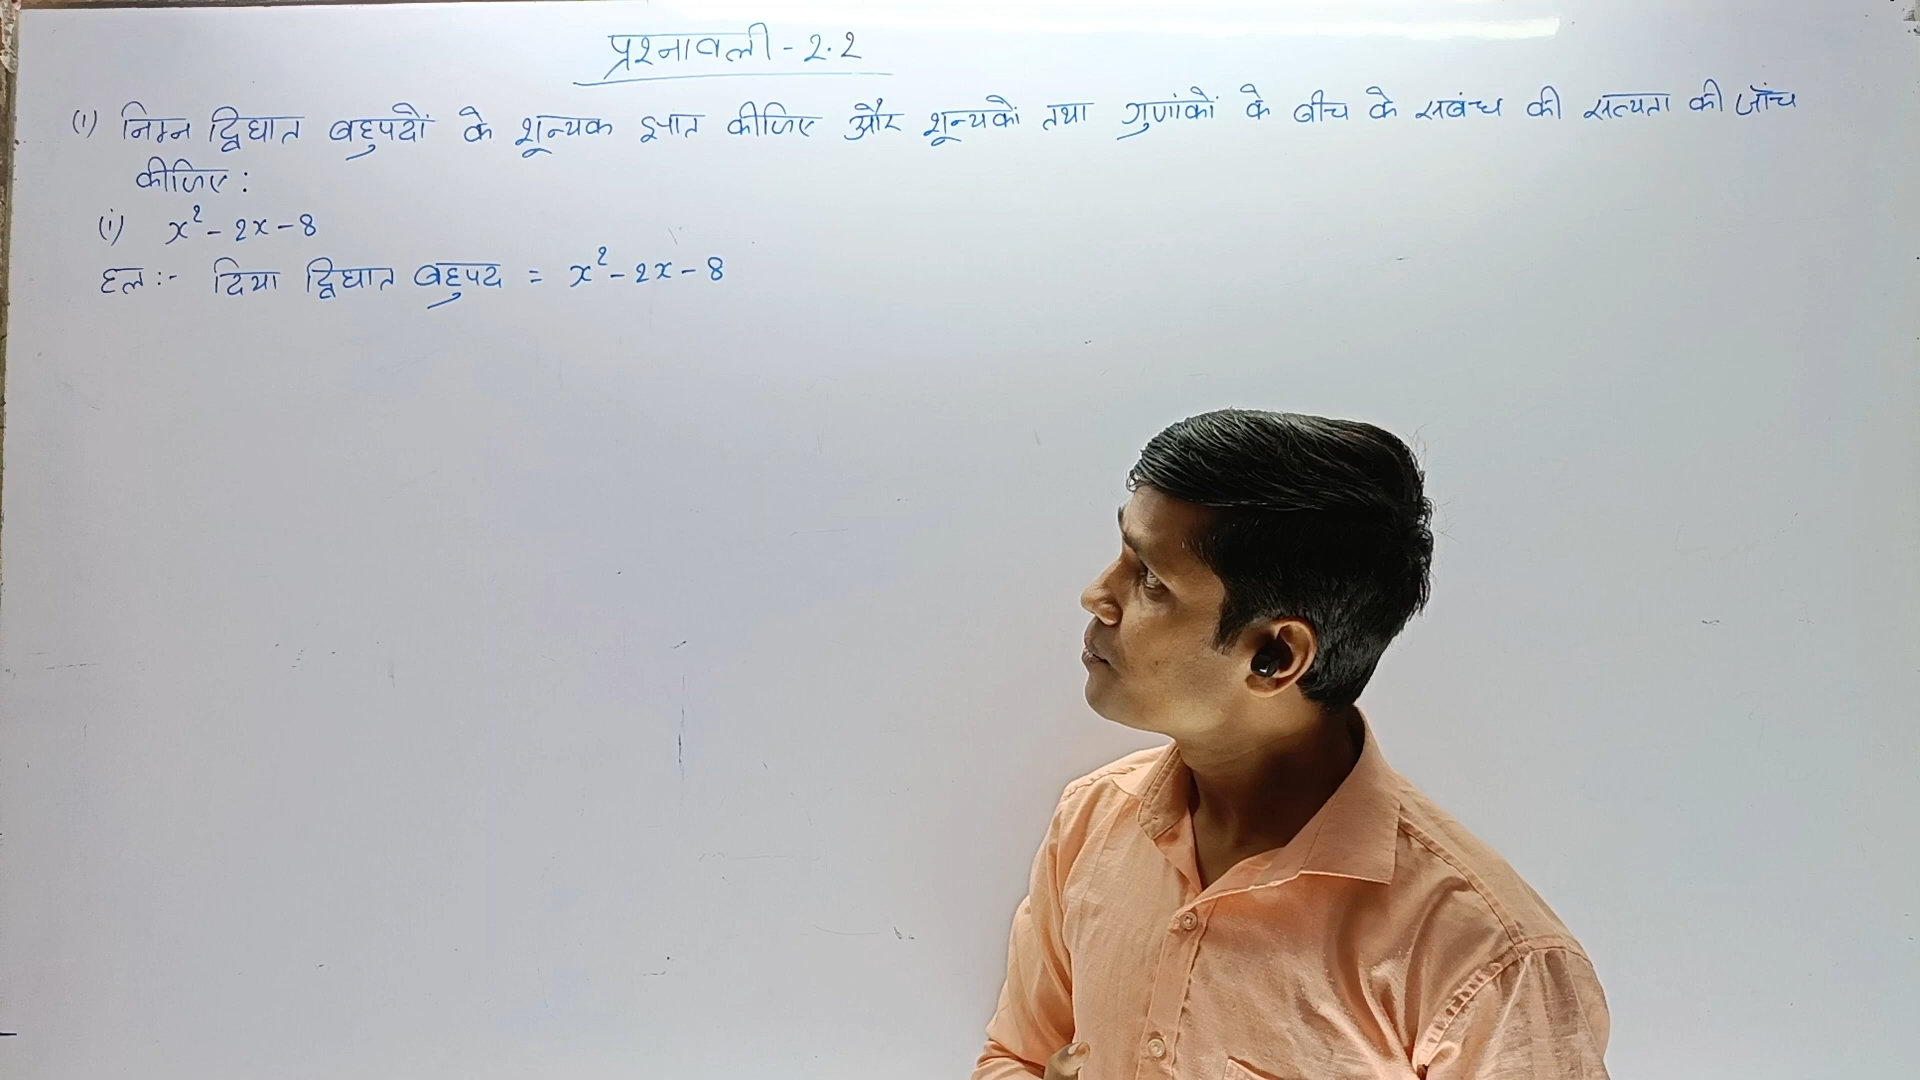 प्रश्नावली - 2.2
(1) निम्न द्विघात बहुपदों के शून्यक ज्ञात कीजिए और शून्यकों तथा गुणांकों के बीच के सबंध की सत्यता की जाँच
कीजिए :
(i) x² - 2x - 8
हल :- दिया द्विघात बहुपद = x² - 2x - 8